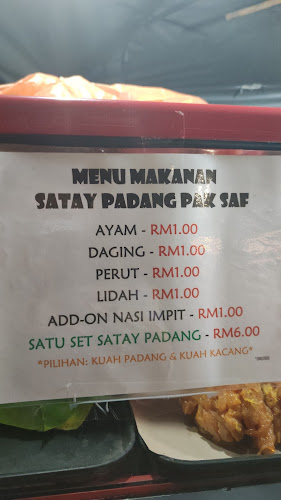 MENU MAKANAN
SATAY PADANG PAK SAF
AYAM - RM1.00
DAGING - RM1.00
PERUT - RM1.00
LIDAH - RM1.00
ADD-ON NASI IMPIT - RM1.00
SATU SET SATAY PADANG - RM6.00
*PILIHAN: KUAH PADANG & KUAH KACANG*